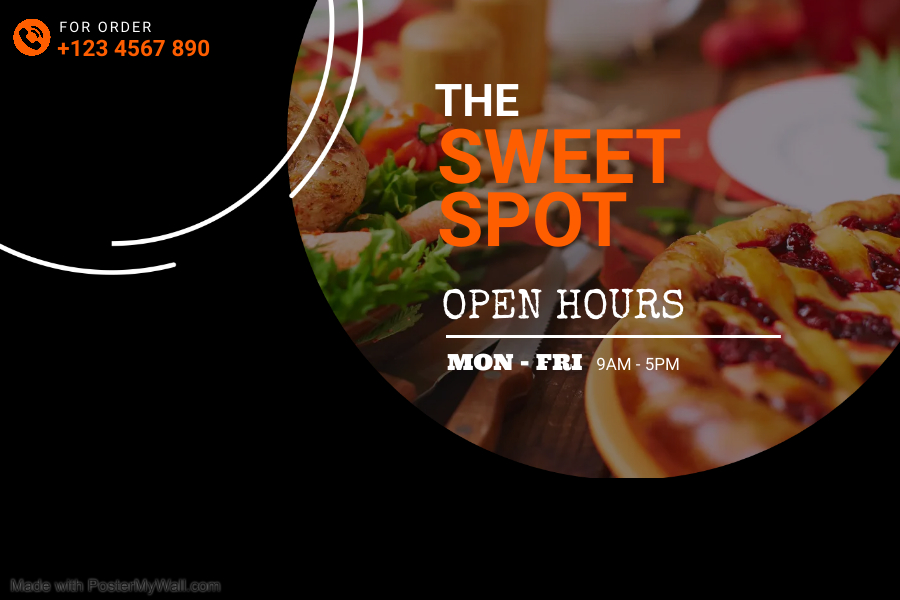 FOR ORDER
+123 4567 890
THE
SWEET
SPOT
OPEN HOURS
MON - FRI 9AM - 5PM
Made with PosterMyWall.com